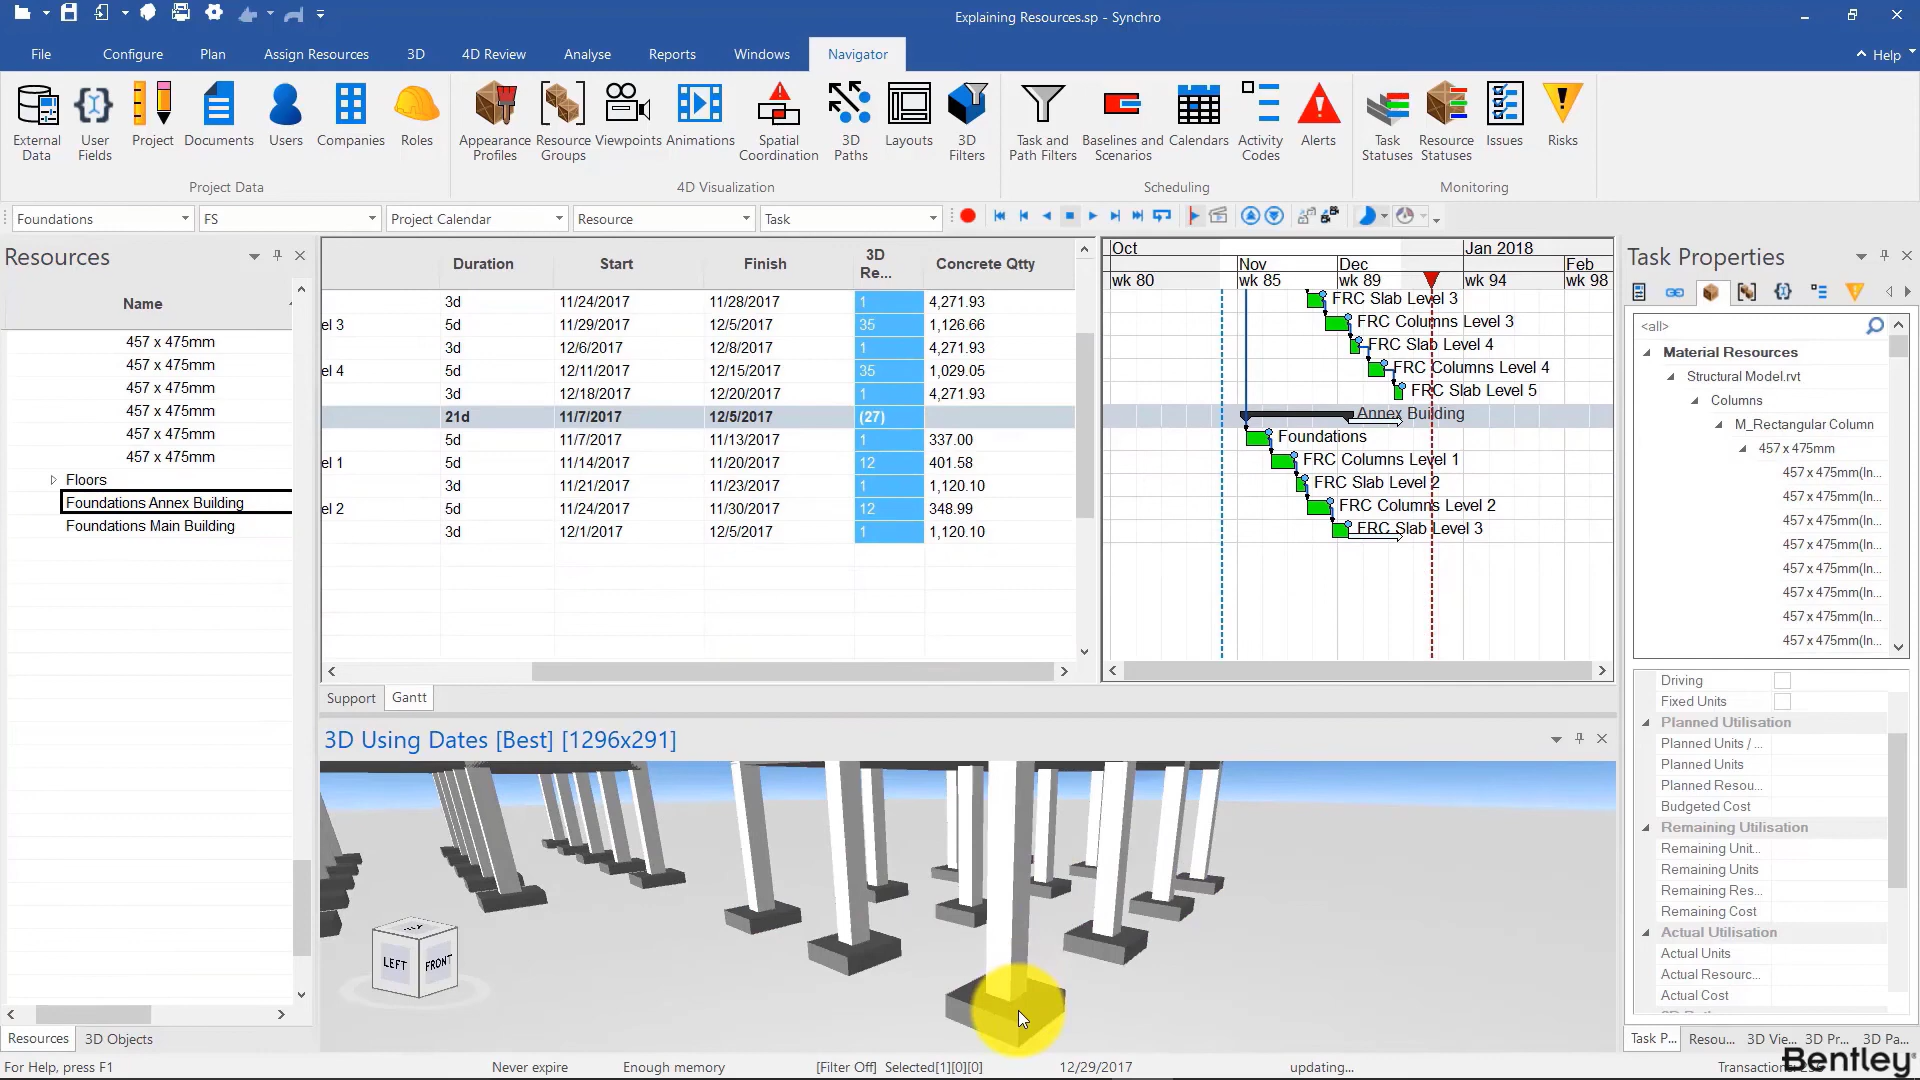 Explaining Resources.sp - Synchro
File Configure Plan Assign Resources 3D 4D Review Analyse Reports Windows Navigator Help
External Data
User Fields
Project
Documents
Users
Companies
Roles
Project Data
Appearance Profiles
Resource Groups
Viewpoints
Animations
Spatial Coordination
3D Paths
Layouts
3D Filters
4D Visualization
Task and Path Filters
Baselines and Scenarios
Calendars
Activity Codes
Alerts
Scheduling
Task Statuses
Resource Statuses
Issues
Risks
Monitoring
Foundations FS Project Calendar Resource Task
Resources
Name
457 x 475mm
457 x 475mm
457 x 475mm
457 x 475mm
457 x 475mm
457 x 475mm
Floors
Foundations Annex Building
Foundations Main Building
Resources 3D Objects
Duration Start Finish 3D Re... Concrete Qtty
3d 11/24/2017 11/28/2017 1 4,271.93
el 3 5d 11/29/2017 12/5/2017 35 1,126.66
3d 12/6/2017 12/8/2017 1 4,271.93
el 4 5d 12/11/2017 12/15/2017 35 1,029.05
3d 12/18/2017 12/20/2017 1 4,271.93
21d 11/7/2017 12/5/2017 (27)
5d 11/7/2017 11/13/2017 1 337.00
el 1 5d 11/14/2017 11/20/2017 12 401.58
3d 11/21/2017 11/23/2017 1 1,120.10
el 2 5d 11/24/2017 11/30/2017 12 348.99
3d 12/1/2017 12/5/2017 1 1,120.10
Support Gantt
Oct Jan 2018
Nov Dec Feb
wk 80 wk 85 wk 89 wk 94 wk 98
FRC Slab Level 3
FRC Columns Level 3
FRC Slab Level 4
FRC Columns Level 4
FRC Slab Level 5
Annex Building
Foundations
FRC Columns Level 1
FRC Slab Level 2
FRC Columns Level 2
FRC Slab Level 3
3D Using Dates [Best] [1296x291]
LEFT FRONT
Task Properties
<all>
Material Resources
Structural Model.rvt
Columns
M_Rectangular Column
457 x 475mm
457 x 475mm(In...
457 x 475mm(In...
457 x 475mm(In...
457 x 475mm(In...
457 x 475mm(In...
457 x 475mm(In...
457 x 475mm(In...
457 x 475mm(In...
Driving
Fixed Units
Planned Utilisation
Planned Units / ...
Planned Units
Planned Resou...
Budgeted Cost
Remaining Utilisation
Remaining Unit...
Remaining Units
Remaining Res...
Remaining Cost
Actual Utilisation
Actual Units
Actual Resourc...
Actual Cost
Task P... Resou... 3D Vie... 3D Pr... 3D Pa...
For Help, press F1 Never expire Enough memory [Filter Off] Selected[1][0][0] 12/29/2017 updating...
Bentley